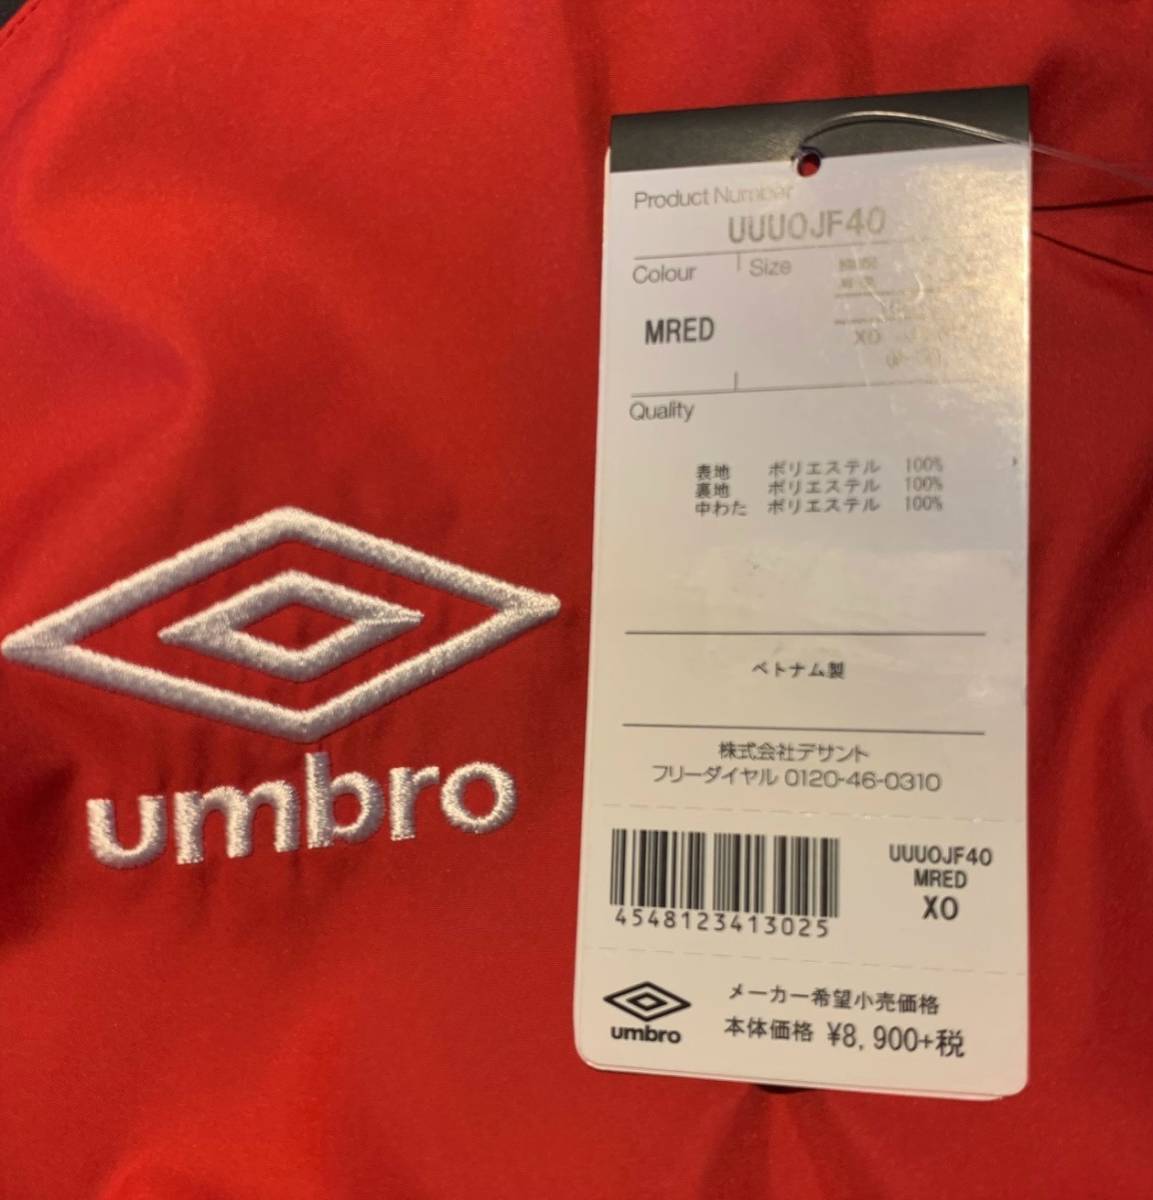 Product Number
UUUOJF40
Colour
Size
MRED
XO
Quality
表地 ポリエステル 100%
裏地 ポリエステル 100%
中わた ポリエステル 100%
ベトナム製
株式会社デサント
フリーダイヤル 0120-46-0310
UUUOJF40
MRED
XO
4548123413025
メーカー希望小売価格
本体価格 ¥8,900+税
umbro
umbro